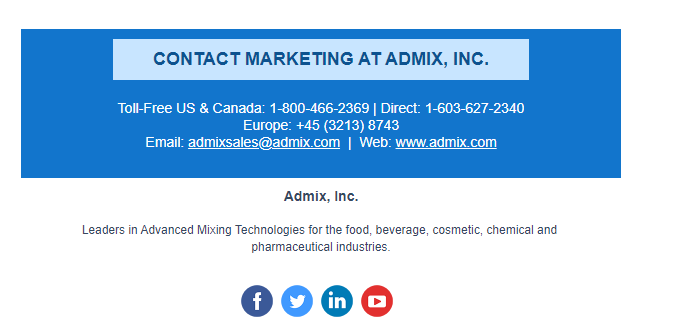 CONTACT MARKETING AT ADMIX, INC.
Toll-Free US & Canada: 1-800-466-2369 | Direct: 1-603-627-2340
Europe: +45 (3213) 8743
Email: admixsales@admix.com | Web: www.admix.com
Admix, Inc.
Leaders in Advanced Mixing Technologies for the food, beverage, cosmetic, chemical and
pharmaceutical industries.